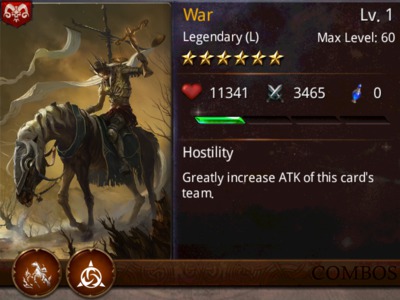 War Lv. 1
Legendary (L) Max Level: 60
11341 3465 0
Hostility
Greatly increase ATK of this card's
team.
COMBOS